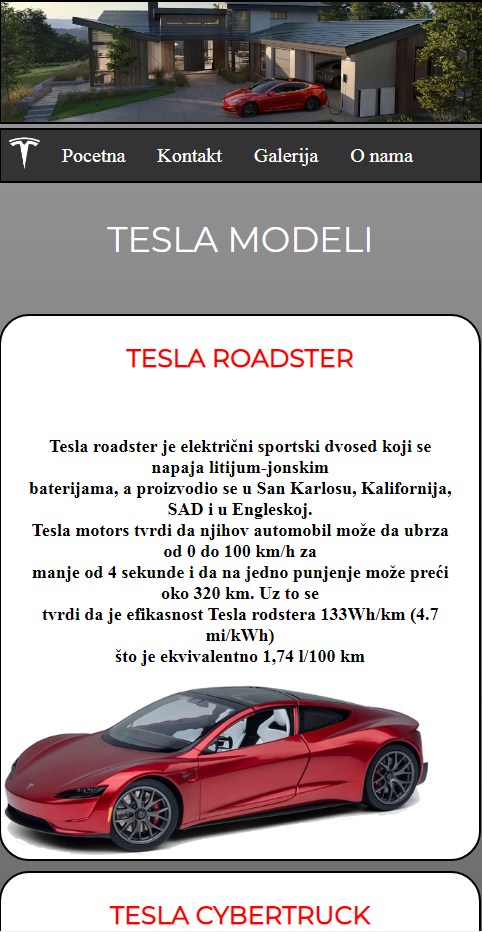 Pocetna Kontakt Galerija O nama
TESLA MODELI
TESLA ROADSTER
Tesla roadster je električni sportski dvosed koji se
napaja litijum-jonskim
baterijama, a proizvodio se u San Karlosu, Kalifornija,
SAD i u Engleskoj.
Tesla motors tvrdi da njihov automobil može da ubrza
od 0 do 100 km/h za
manje od 4 sekunde i da na jedno punjenje može preći
oko 320 km. Uz to se
tvrdi da je efikasnost Tesla rodstera 133Wh/km (4.7
mi/kWh)
što je ekvivalentno 1,74 l/100 km
TESLA CYBERTRUCK